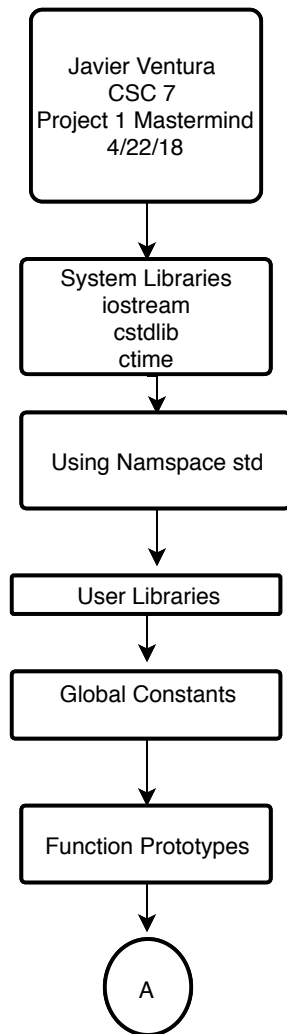 Javier Ventura
CSC 7
Project 1 Mastermind
4/22/18
System Libraries
iostream
cstdlib
ctime
Using Namspace std
User Libraries
Global Constants
Function Prototypes
A